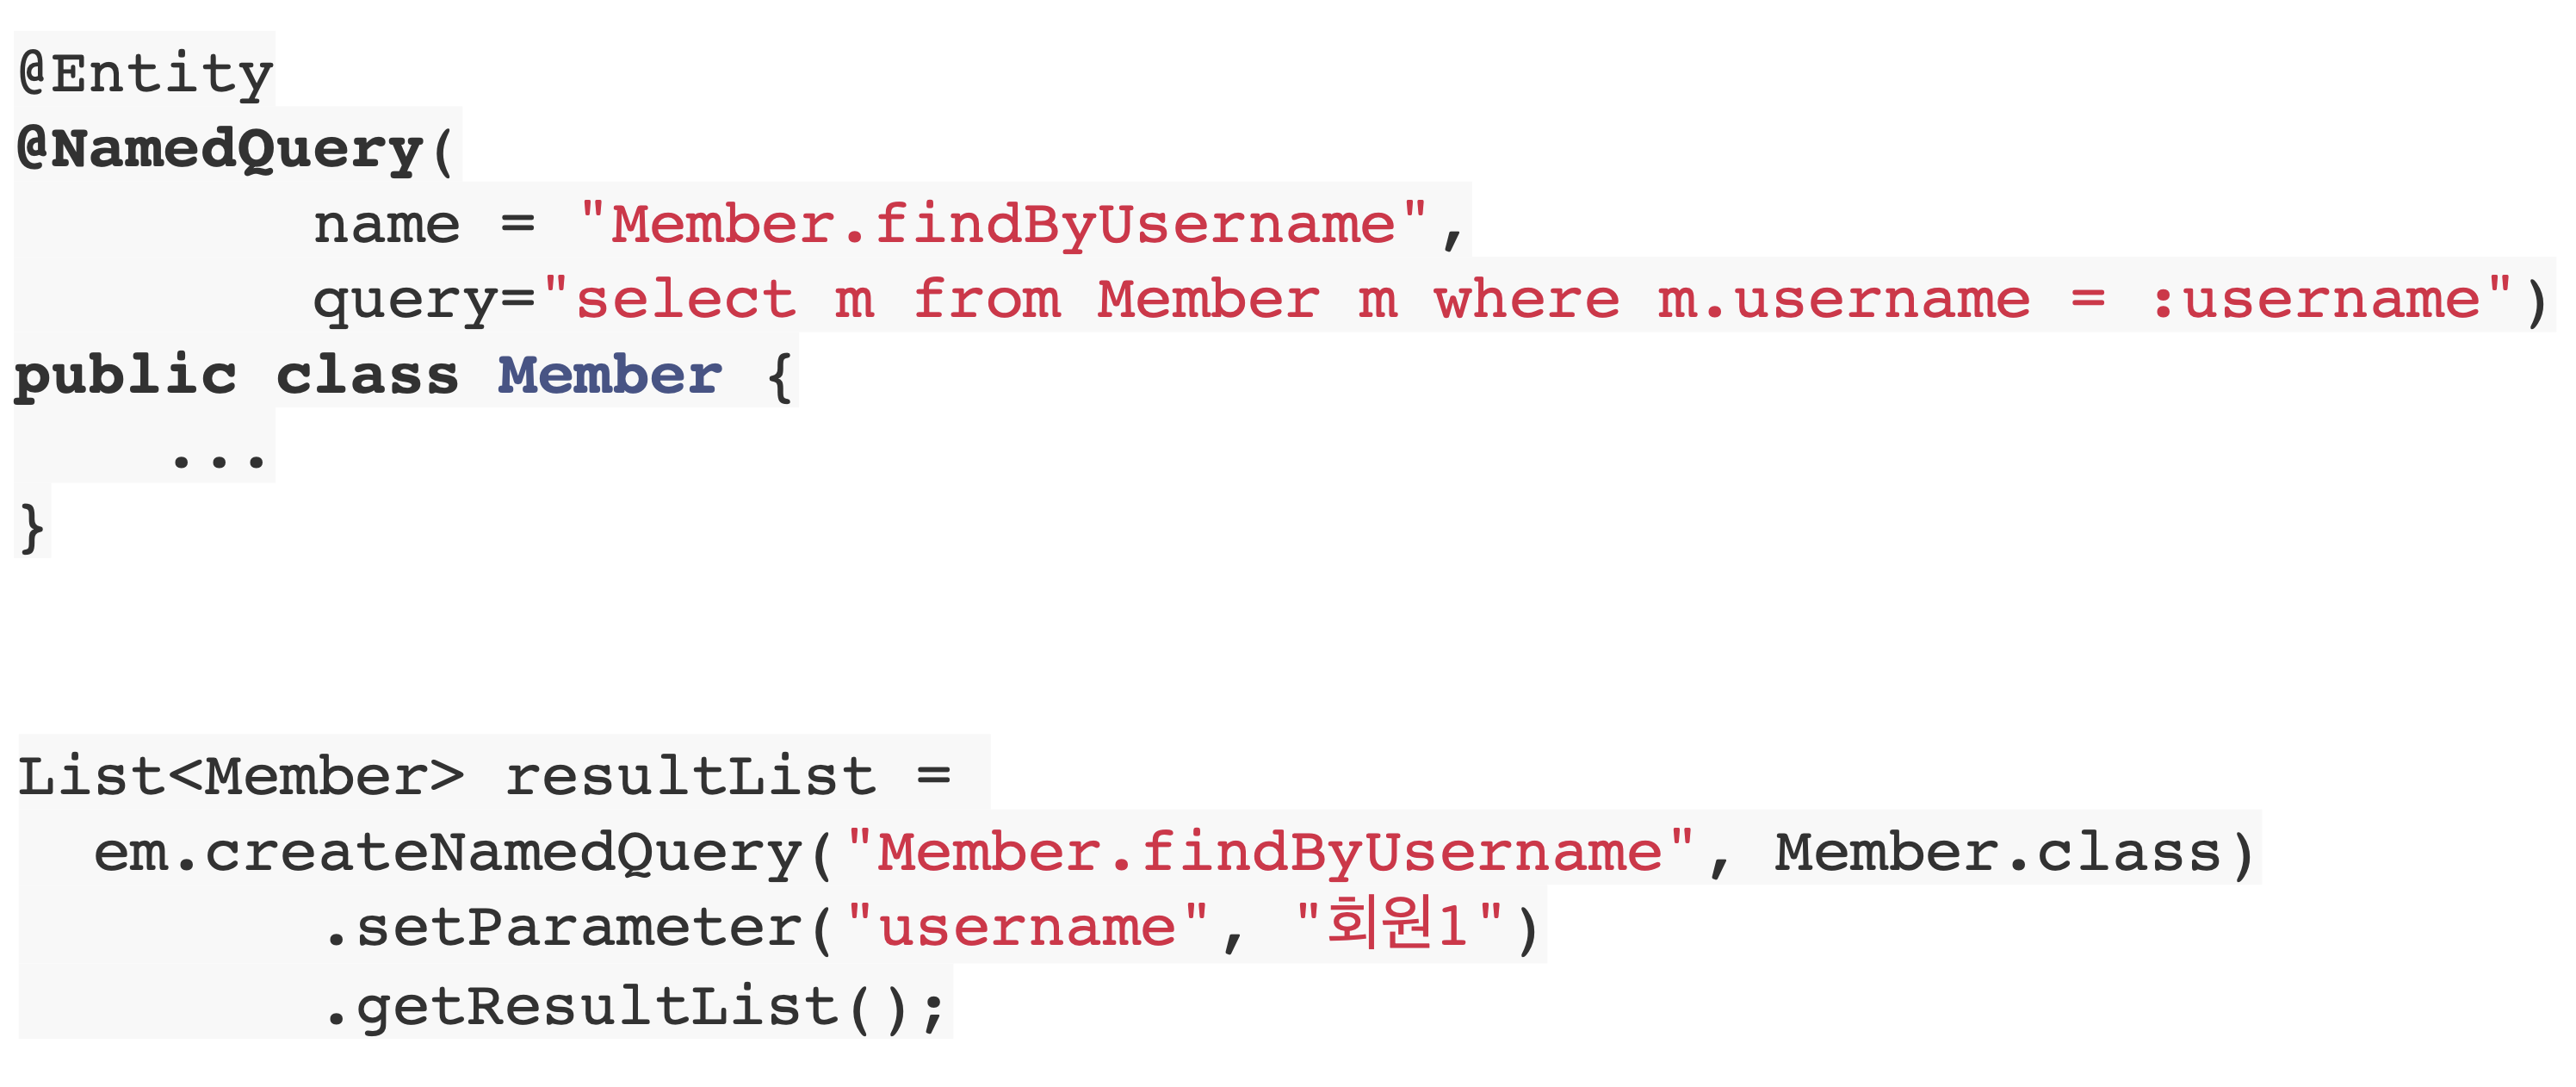 @Entity
@NamedQuery(
        name = "Member.findByUsername",
        query="select m from Member m where m.username = :username")
public class Member {
    ...
}
List<Member> resultList =
  em.createNamedQuery("Member.findByUsername", Member.class)
        .setParameter("username", "회원1")
        .getResultList();